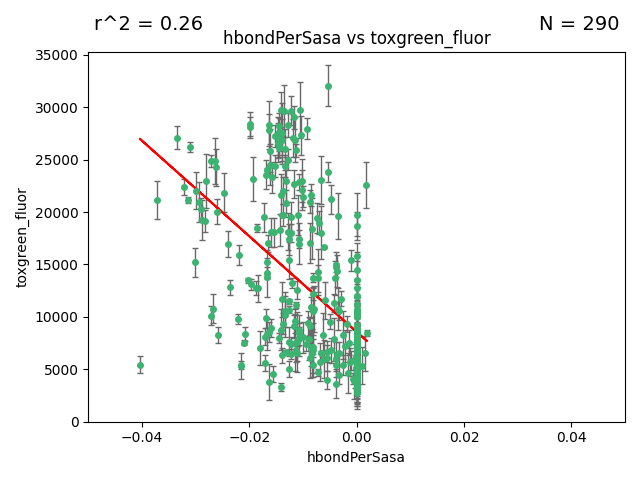 r^2 = 0.26
N = 290
hbondPerSasa vs toxgreen_fluor
35000
30000
25000
20000
15000
10000
5000
0
toxgreen_fluor
−0.04
−0.02
0.00
0.02
0.04
hbondPerSasa